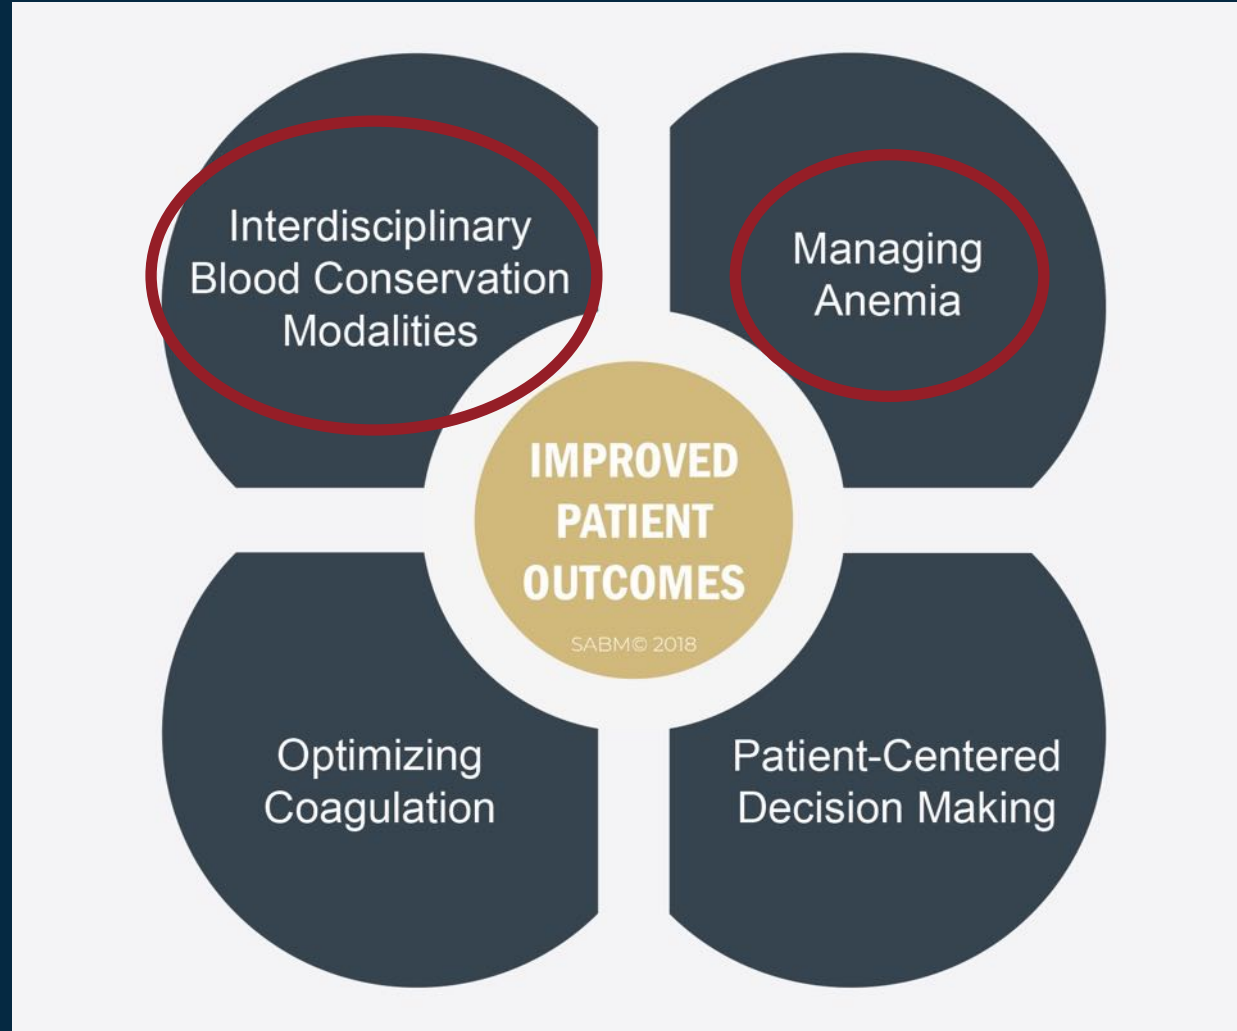 Interdisciplinary
Blood Conservation
Modalities
Managing
Anemia
IMPROVED
PATIENT
OUTCOMES
SABM© 2018
Optimizing
Coagulation
Patient-Centered
Decision Making